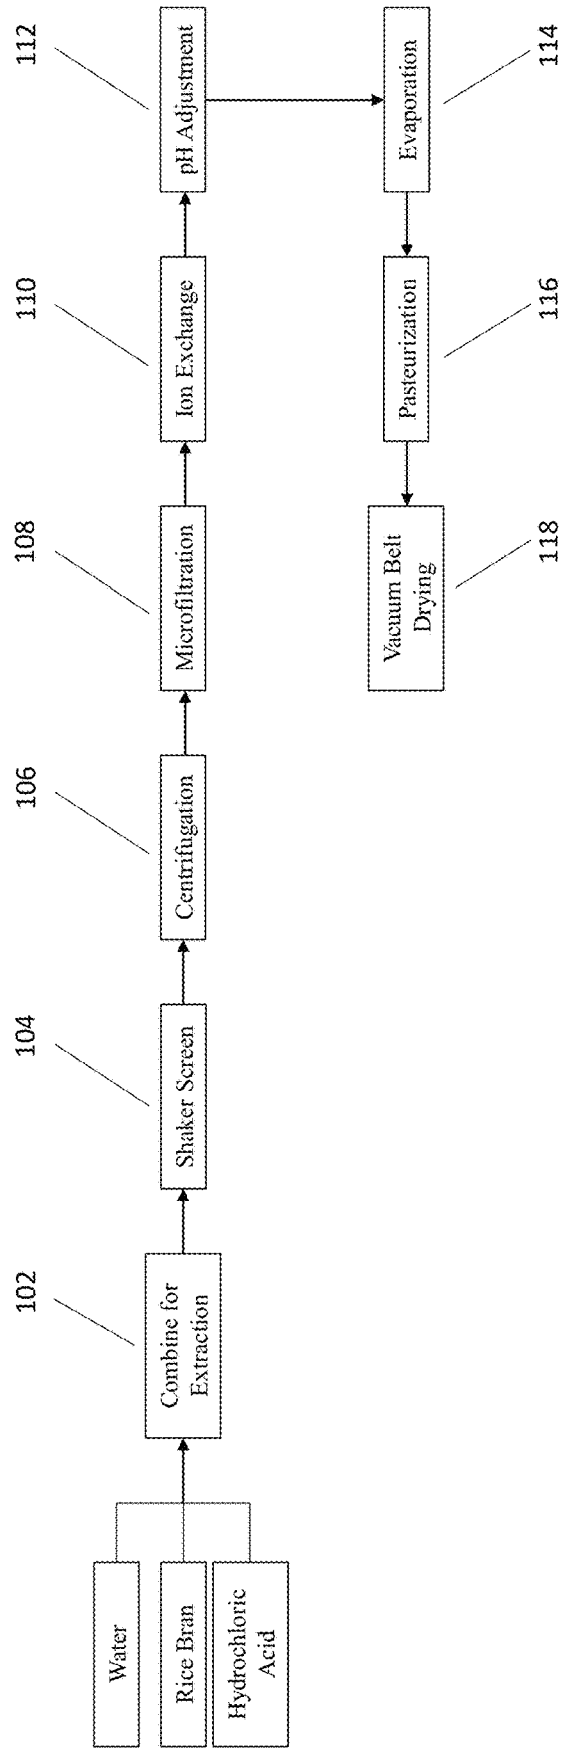 Water
Rice Bran
Hydrochloric
Acid
102
Combine for
Extraction
104
Shaker Screen
106
Centrifugation
108
Microfiltration
110
Ion Exchange
112
pH Adjustment
114
Evaporation
116
Pasteurization
118
Vacuum Belt
Drying